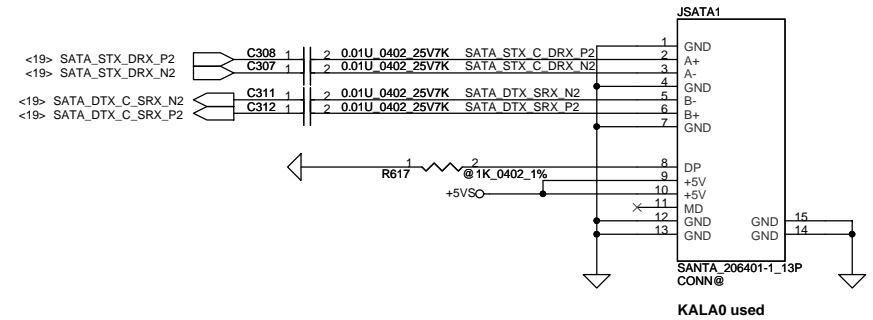 JSATA1
<19> SATA_STX_DRX_P2 C308 1 2 0.01U_0402_25V7K SATA_STX_C_DRX_P2
<19> SATA_STX_DRX_N2 C307 1 2 0.01U_0402_25V7K SATA_STX_C_DRX_N2
<19> SATA_DTX_C_SRX_N2 C311 1 2 0.01U_0402_25V7K SATA_DTX_SRX_N2
<19> SATA_DTX_C_SRX_P2 C312 1 2 0.01U_0402_25V7K SATA_DTX_SRX_P2
1 GND
2 A+
3 A-
4 GND
5 B-
6 B+
7 GND
R617 1 2 @1K_0402_1%
+5VS
8 DP
9 +5V
10 +5V
11 MD
12 GND GND 15
13 GND GND 14
SANTA_206401-1_13P
CONN@
KALA0 used